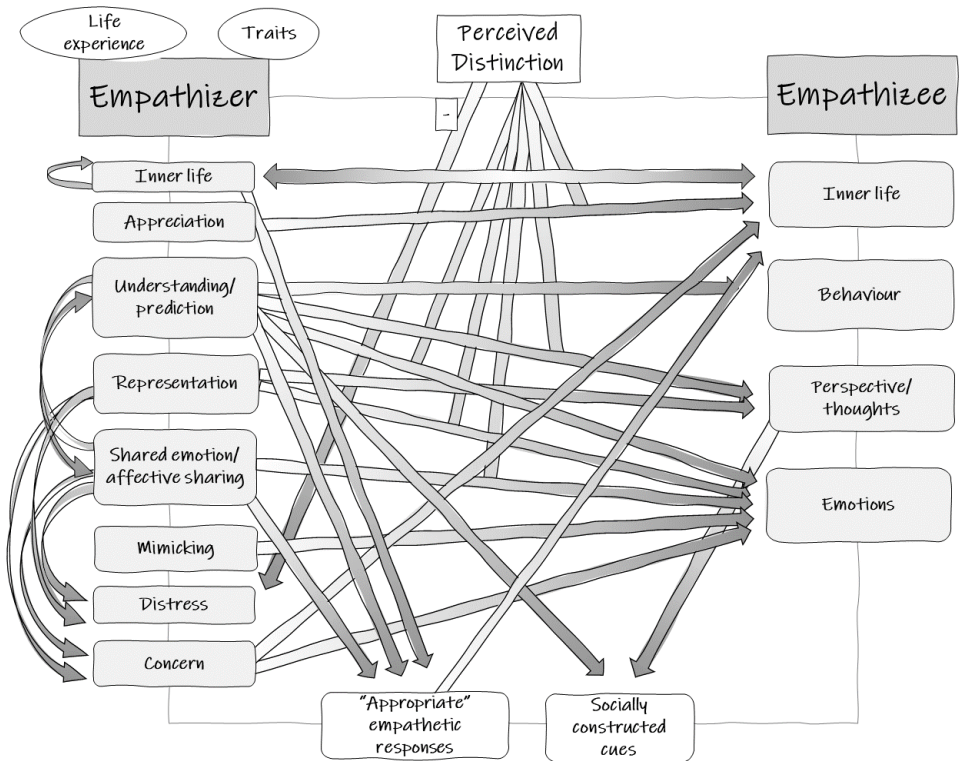 Life
experience
Traits
Perceived
Distinction
Empathizer
Empathizee
-
Inner life
Inner life
Appreciation
Understanding/
prediction
Behaviour
Representation
Perspective/
thoughts
Shared emotion/
affective sharing
Emotions
Mimicking
Distress
Concern
"Appropriate"
empathetic
responses
Socially
constructed
cues